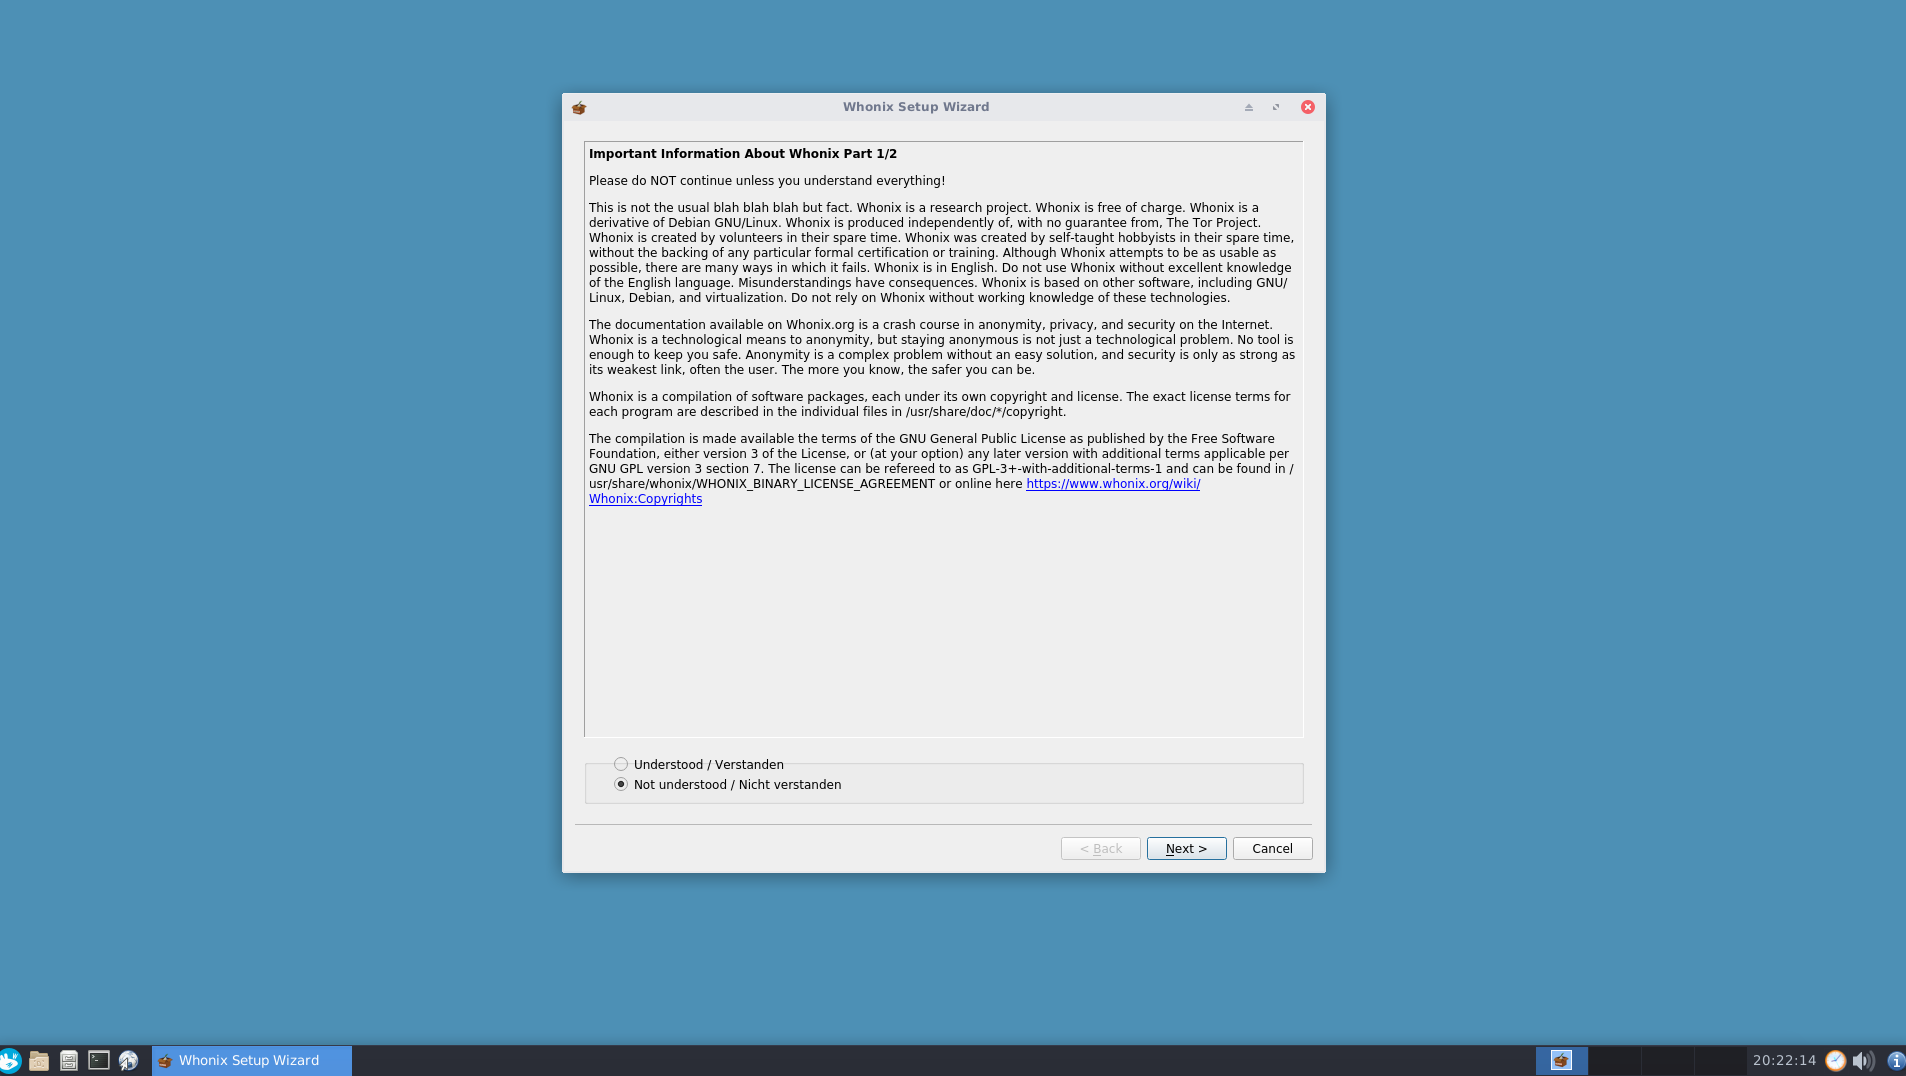 Whonix Setup Wizard
Important Information About Whonix Part 1/2
Please do NOT continue unless you understand everything!
This is not the usual blah blah blah but fact. Whonix is a research project. Whonix is free of charge. Whonix is a
derivative of Debian GNU/Linux. Whonix is produced independently of, with no guarantee from, The Tor Project.
Whonix is created by volunteers in their spare time. Whonix was created by self-taught hobbyists in their spare time,
without the backing of any particular formal certification or training. Although Whonix attempts to be as usable as
possible, there are many ways in which it fails. Whonix is in English. Do not use Whonix without excellent knowledge
of the English language. Misunderstandings have consequences. Whonix is based on other software, including GNU/
Linux, Debian, and virtualization. Do not rely on Whonix without working knowledge of these technologies.
The documentation available on Whonix.org is a crash course in anonymity, privacy, and security on the Internet.
Whonix is a technological means to anonymity, but staying anonymous is not just a technological problem. No tool is
enough to keep you safe. Anonymity is a complex problem without an easy solution, and security is only as strong as
its weakest link, often the user. The more you know, the safer you can be.
Whonix is a compilation of software packages, each under its own copyright and license. The exact license terms for
each program are described in the individual files in /usr/share/doc/*/copyright.
The compilation is made available the terms of the GNU General Public License as published by the Free Software
Foundation, either version 3 of the License, or (at your option) any later version with additional terms applicable per
GNU GPL version 3 section 7. The license can be refereed to as GPL-3+-with-additional-terms-1 and can be found in /
usr/share/whonix/WHONIX_BINARY_LICENSE_AGREEMENT or online here https://www.whonix.org/wiki/
Whonix:Copyrights
Understood / Verstanden
Not understood / Nicht verstanden
< Back
Next >
Cancel
Whonix Setup Wizard
20:22:14